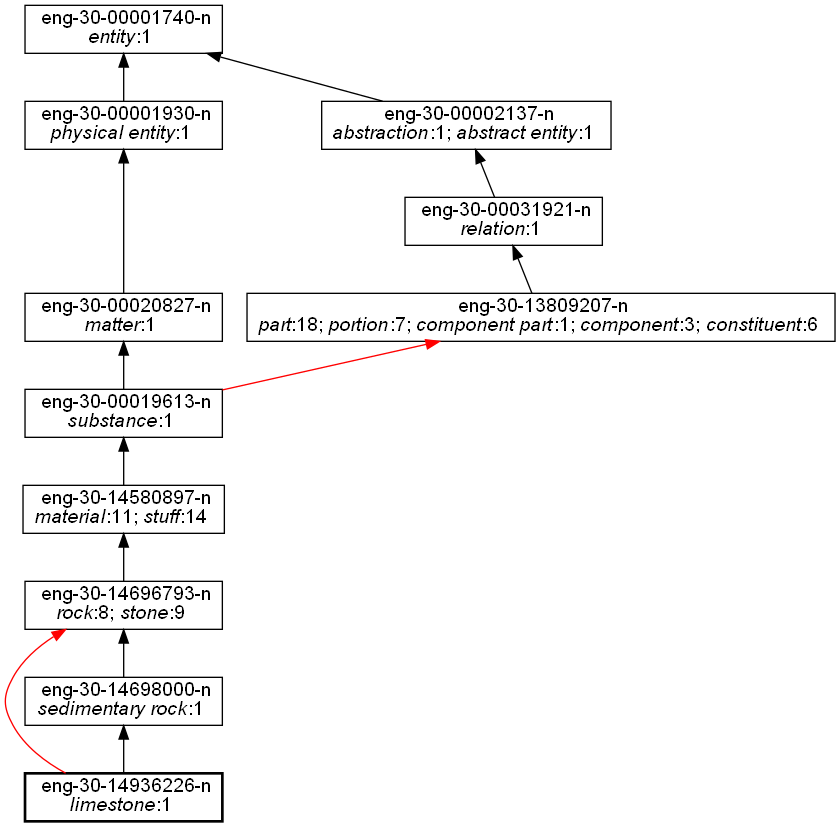 eng-30-00001740-n
entity:1
eng-30-00001930-n
physical entity:1
eng-30-00002137-n
abstraction:1; abstract entity:1
eng-30-00031921-n
relation:1
eng-30-00020827-n
matter:1
eng-30-13809207-n
part:18; portion:7; component part:1; component:3; constituent:6
eng-30-00019613-n
substance:1
eng-30-14580897-n
material:11; stuff:14
eng-30-14696793-n
rock:8; stone:9
eng-30-14698000-n
sedimentary rock:1
eng-30-14936226-n
limestone:1